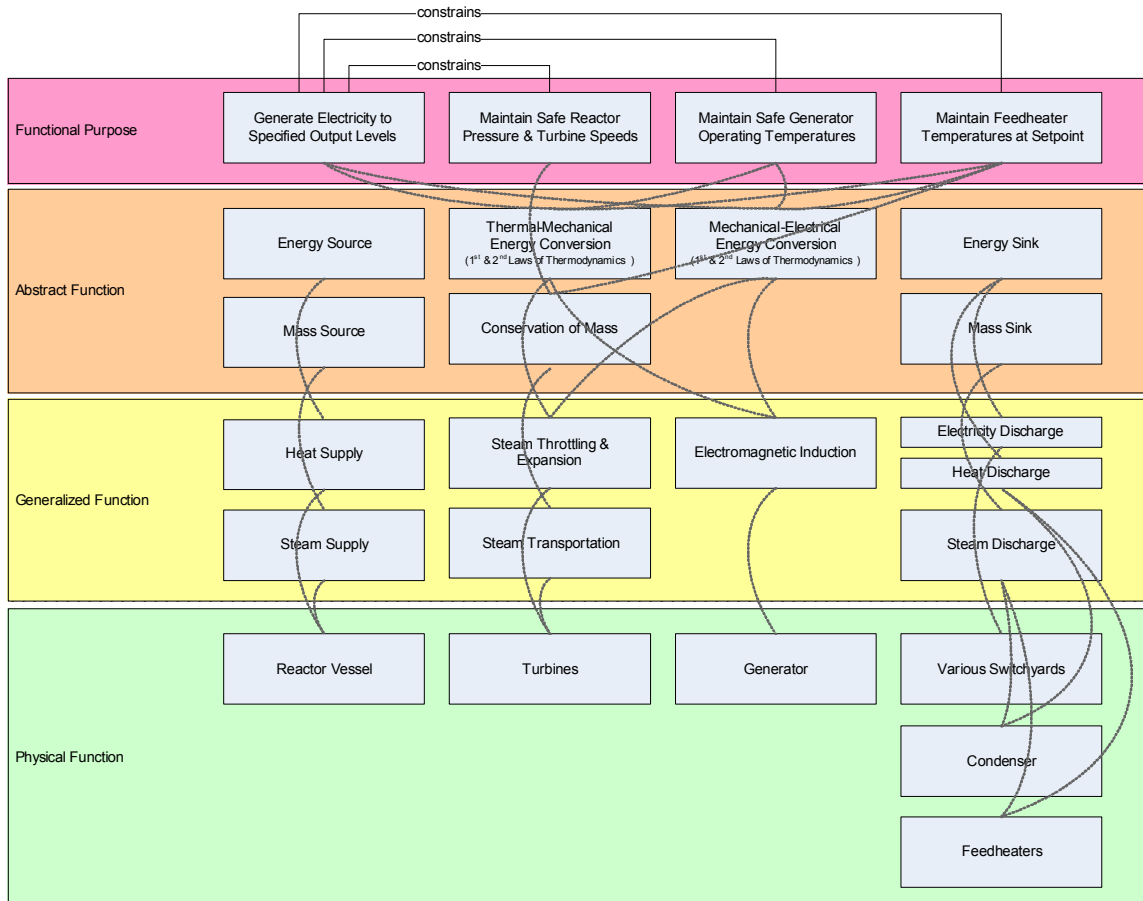 constrains
constrains
constrains
Functional Purpose
Generate Electricity to
Specified Output Levels
Maintain Safe Reactor
Pressure & Turbine Speeds
Maintain Safe Generator
Operating Temperatures
Maintain Feedheater
Temperatures at Setpoint
Abstract Function
Energy Source
Thermal-Mechanical
Energy Conversion
(1st & 2nd Laws of Thermodynamics )
Mechanical-Electrical
Energy Conversion
(1st & 2nd Laws of Thermodynamics )
Energy Sink
Mass Source
Conservation of Mass
Mass Sink
Generalized Function
Heat Supply
Steam Throttling &
Expansion
Electromagnetic Induction
Electricity Discharge
Heat Discharge
Steam Supply
Steam Transportation
Steam Discharge
Physical Function
Reactor Vessel
Turbines
Generator
Various Switchyards
Condenser
Feedheaters